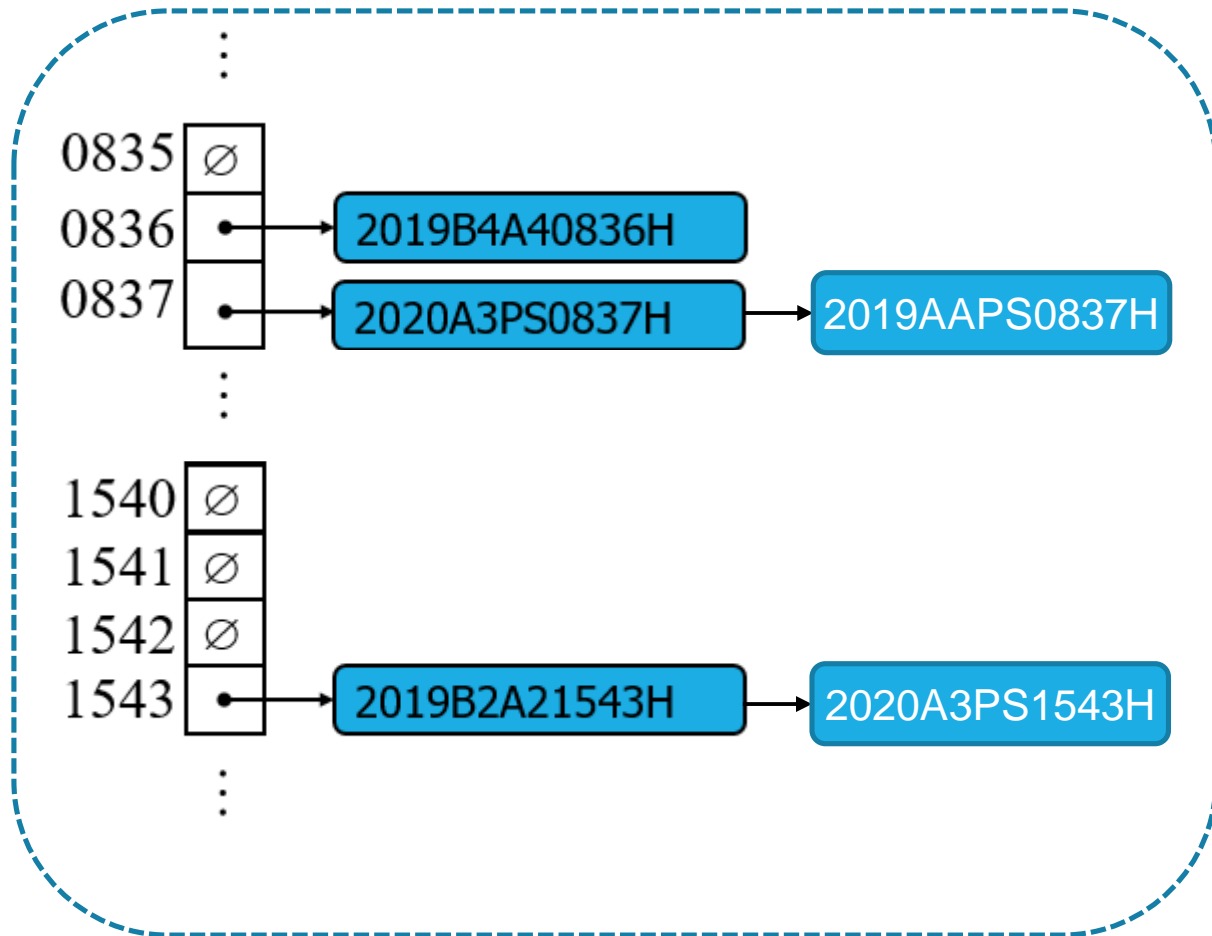 0835 ∅
0836 2019B4A40836H
0837 2020A3PS0837H 2019AAPS0837H
1540 ∅
1541 ∅
1542 ∅
1543 2019B2A21543H 2020A3PS1543H